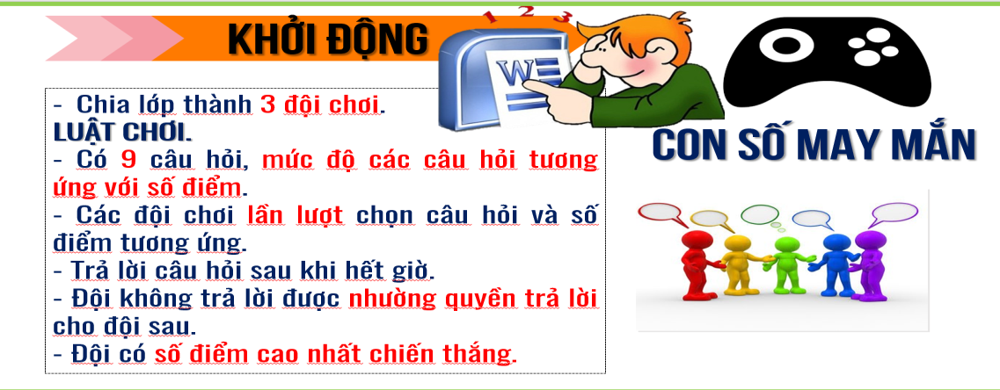 KHỞI ĐỘNG
1 2 3
W
- Chia lớp thành 3 đội chơi.
LUẬT CHƠI.
- Có 9 câu hỏi, mức độ các câu hỏi tương
ứng với số điểm.
- Các đội chơi lần lượt chọn câu hỏi và số
điểm tương ứng.
- Trả lời câu hỏi sau khi hết giờ.
- Đội không trả lời được nhường quyền trả lời
cho đội sau.
- Đội có số điểm cao nhất chiến thắng.
CON SỐ MAY MẮN